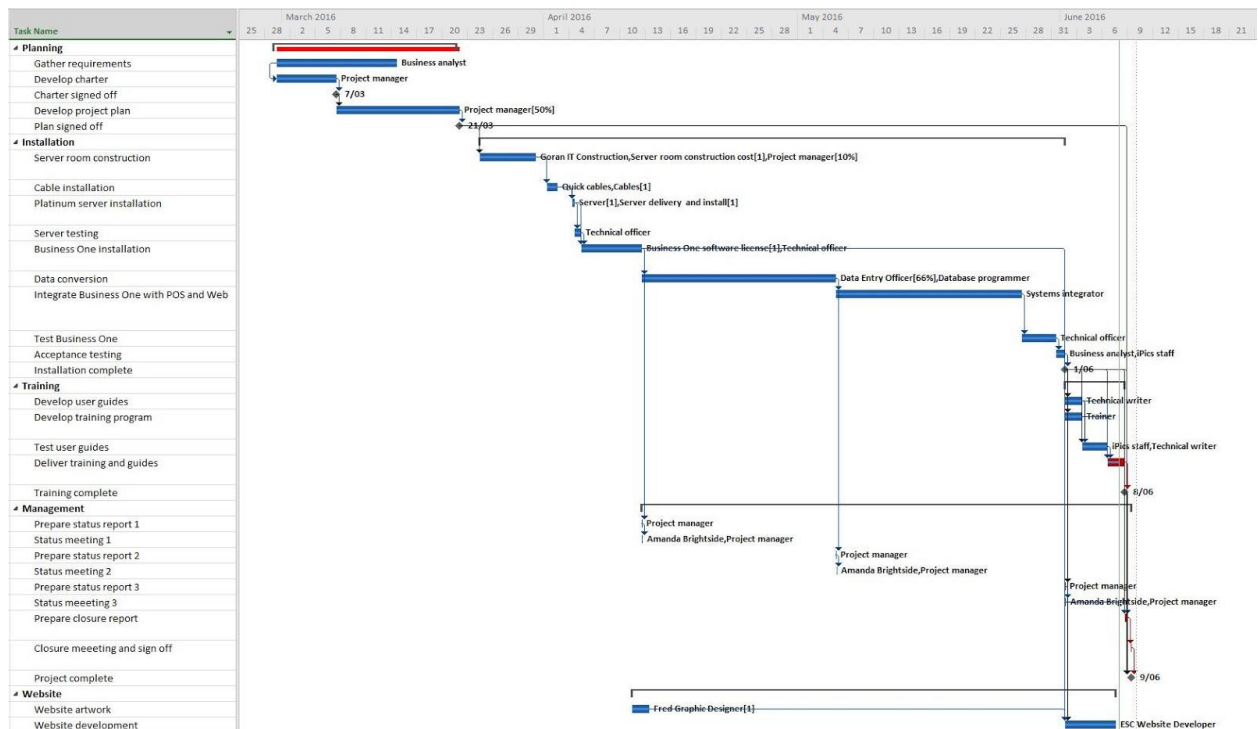 March 2016 April 2016 May 2016 June 2016
Task Name 25 28 2 5 8 11 14 17 20 23 26 29 1 4 7 10 13 16 19 22 25 28 1 4 7 10 13 16 19 22 25 28 31 3 6 9 12 15 18 21
Planning
Gather requirements Business analyst
Develop charter Project manager
Charter signed off 7/03
Develop project plan Project manager[50%]
Plan signed off 21/03
Installation
Server room construction Goran IT Construction,Server room construction cost[1],Project manager[10%]
Cable installation Quick cables,Cables[1]
Platinum server installation Server[1],Server delivery and install[1]
Server testing Technical officer
Business One installation Business One software license[1],Technical officer
Data conversion Data Entry Officer[66%],Database programmer
Integrate Business One with POS and Web Systems integrator
Test Business One Technical officer
Acceptance testing Business analyst,iPics staff
Installation complete 1/06
Training
Develop user guides Technical writer
Develop training program Trainer
Test user guides iPics staff,Technical writer
Deliver training and guides
Training complete 8/06
Management
Prepare status report 1 Project manager
Status meeting 1 Amanda Brightside,Project manager
Prepare status report 2 Project manager
Status meeting 2 Amanda Brightside,Project manager
Prepare status report 3 Project manager
Status meeeting 3 Amanda Brightside,Project manager
Prepare closure report
Closure meeeting and sign off
Project complete 9/06
Website
Website artwork Fred Graphic Designer[1]
Website development ESC Website Developer